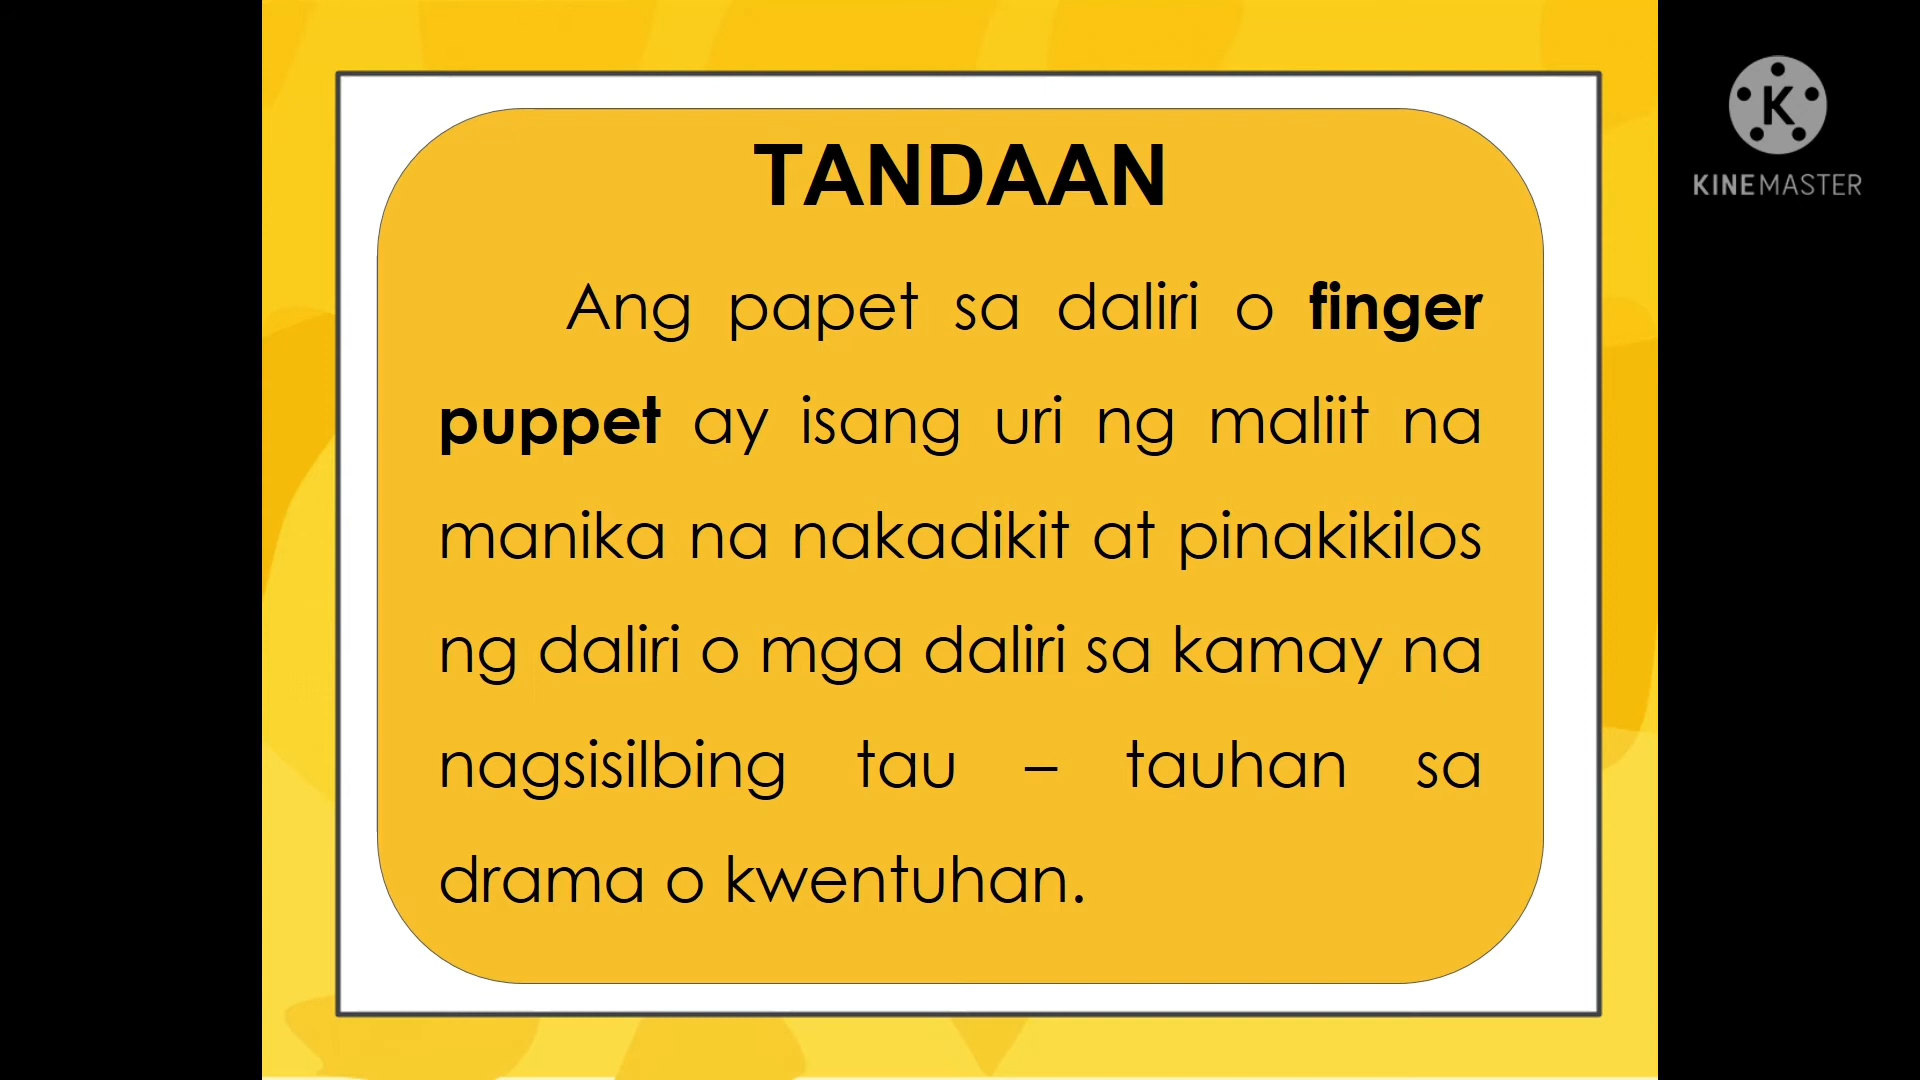 TANDAAN
Ang papet sa daliri o finger
puppet ay isang uri ng maliit na
manika na nakadikit at pinakikilos
ng daliri o mga daliri sa kamay na
nagsisilbing tau – tauhan sa
drama o kwentuhan.
K
KINEMASTER